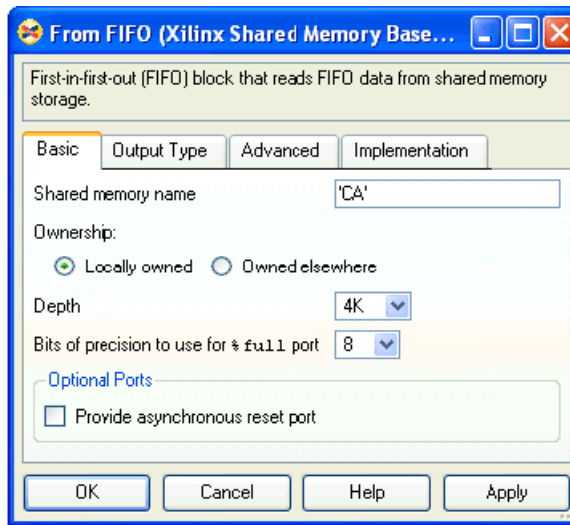 From FIFO (Xilinx Shared Memory Base...
First-in-first-out (FIFO) block that reads FIFO data from shared memory
storage.
Basic Output Type Advanced Implementation
Shared memory name 'CA'
Ownership:
Locally owned Owned elsewhere
Depth 4K
Bits of precision to use for % full port 8
Optional Ports
Provide asynchronous reset port
OK Cancel Help Apply